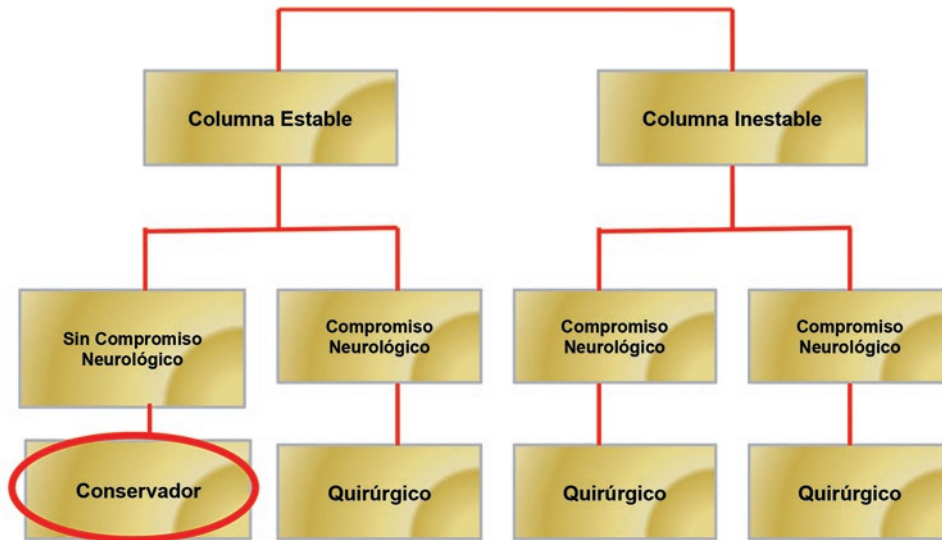 Columna Estable
Columna Inestable
Sin Compromiso
Neurológico
Compromiso
Neurológico
Compromiso
Neurológico
Compromiso
Neurológico
Conservador
Quirúrgico
Quirúrgico
Quirúrgico